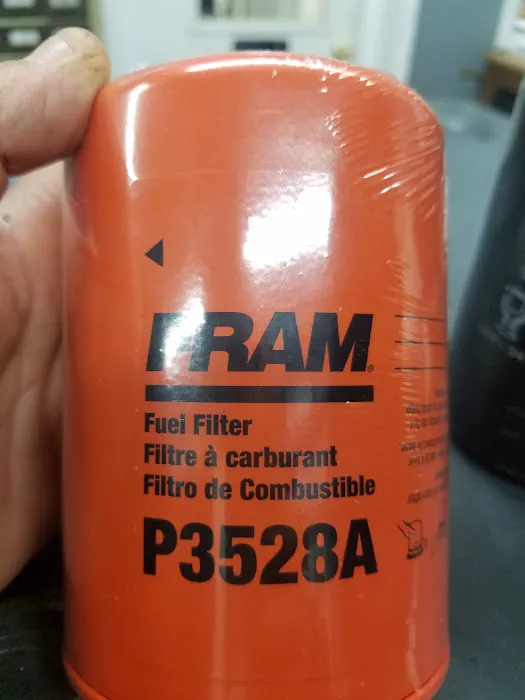 FRAM®
Fuel Filter
Filtre à carburant
Filtro de Combustible
P3528A